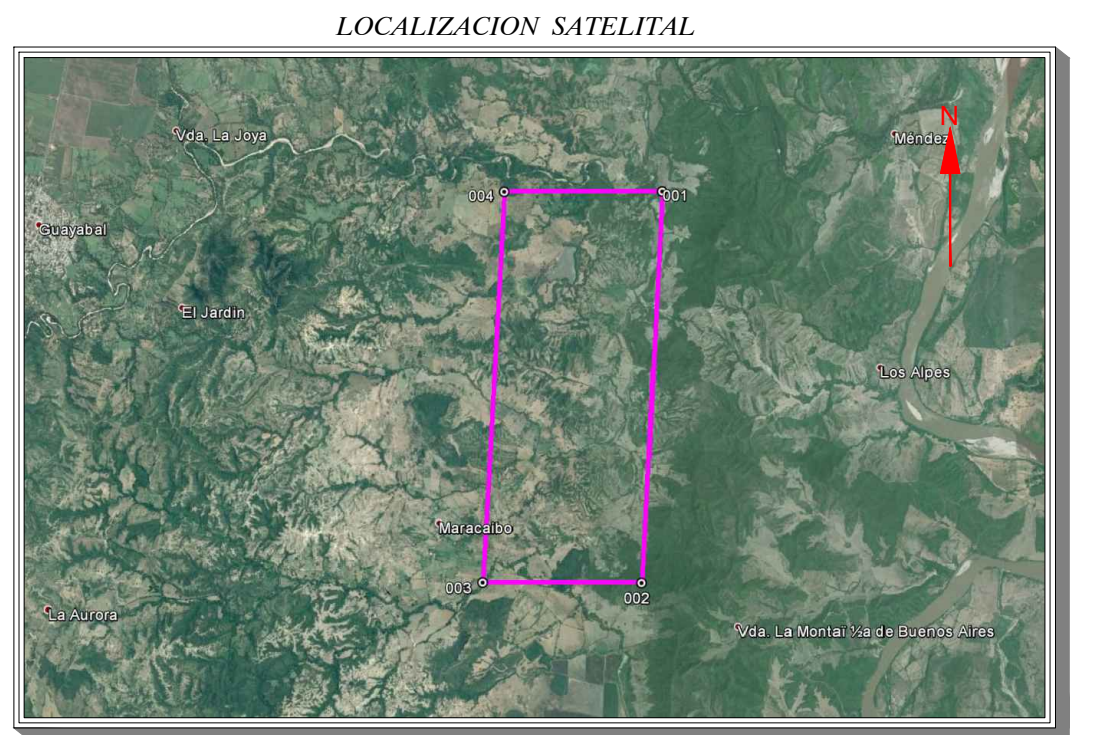 LOCALIZACION SATELITAL
N
Vda. La Joya
Méndez
004
001
Guayabal
El Jardin
Los Alpes
Maracaibo
003
002
La Aurora
Vda. La Montaï ½a de Buenos Aires